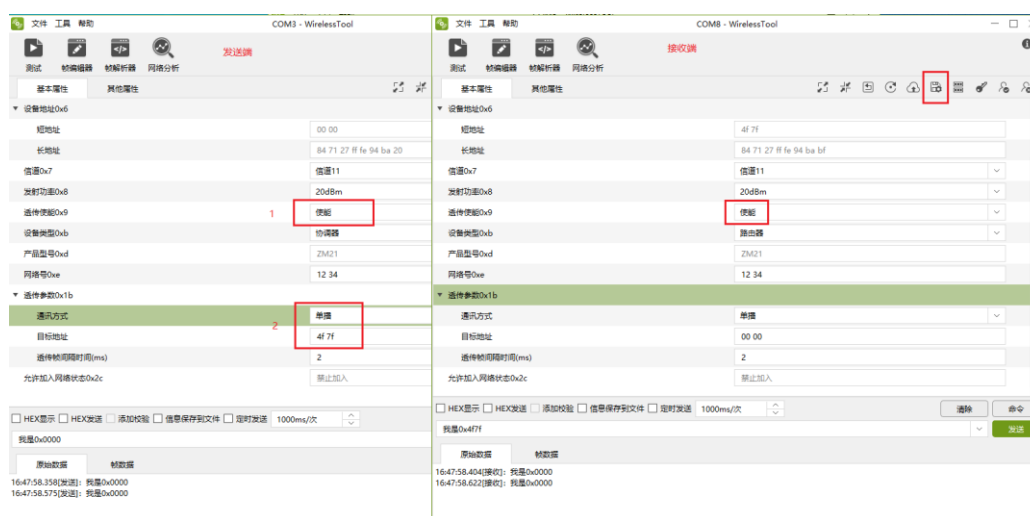 文件 工具 帮助
COM3 - WirelessTool
发送端
测试 帧编辑器 帧解析器 网络分析
基本属性 其他属性
设备地址0x6
短地址 00 00
长地址 84 71 27 ff fe 94 ba 20
信道0x7 信道11
发射功率0x8 20dBm
透传使能0x9 1 使能
设备类型0xb 协调器
产品型号0xd ZM21
网络号0xe 12 34
透传参数0x1b
通讯方式 单播
2
目标地址 4f 7f
透传帧间隔时间(ms) 2
允许加入网络状态0x2c 禁止加入
HEX显示 HEX发送 添加校验 信息保存到文件 定时发送 1000ms/次
我是0x0000
原始数据 帧数据
16:47:58.358[发送]: 我是0x0000
16:47:58.575[发送]: 我是0x0000
文件 工具 帮助
COM8 - WirelessTool
接收端
测试 帧编辑器 帧解析器 网络分析
基本属性 其他属性
设备地址0x6
短地址 4f 7f
长地址 84 71 27 ff fe 94 ba bf
信道0x7 信道11
发射功率0x8 20dBm
透传使能0x9 使能
设备类型0xb 路由器
产品型号0xd ZM21
网络号0xe 12 34
透传参数0x1b
通讯方式 单播
目标地址 00 00
透传帧间隔时间(ms) 2
允许加入网络状态0x2c 禁止加入
HEX显示 HEX发送 添加校验 信息保存到文件 定时发送 1000ms/次 清除 命令
我是0x4f7f 发送
原始数据 帧数据
16:47:58.404[接收]: 我是0x0000
16:47:58.622[接收]: 我是0x0000